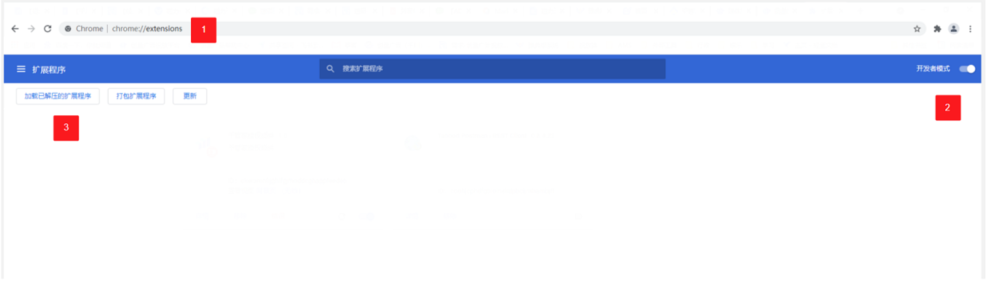 Chrome | chrome://extensions
1
扩展程序
搜索扩展程序
开发者模式
加载已解压的扩展程序
打包扩展程序
更新
2
3